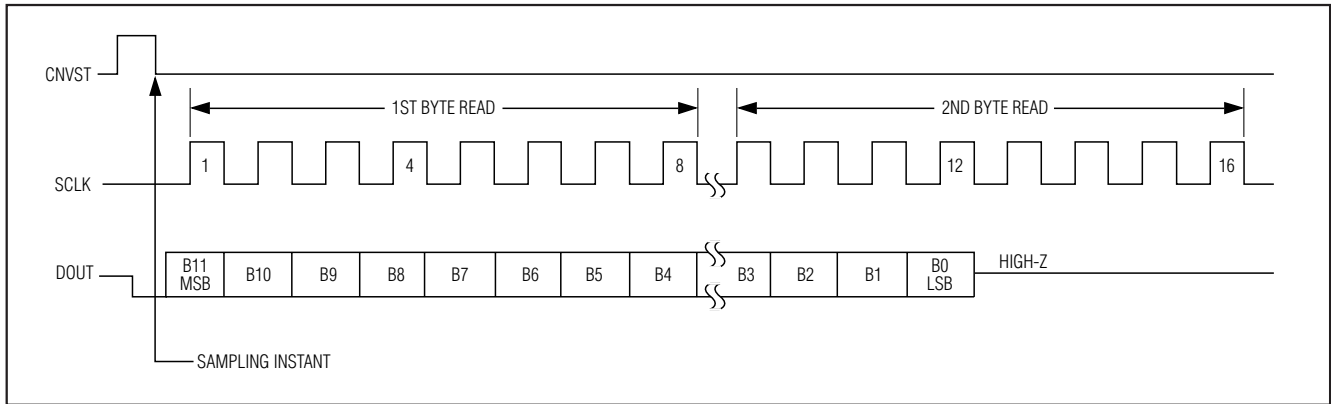 CNVST
1ST BYTE READ
2ND BYTE READ
SCLK
1
4
8
12
16
DOUT
B11
MSB
B10
B9
B8
B7
B6
B5
B4
B3
B2
B1
B0
LSB
HIGH-Z
SAMPLING INSTANT